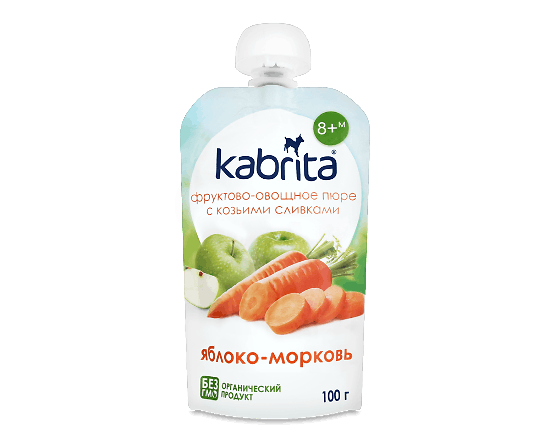 8+м
kabrita®
фруктово-овощное пюре
с козьими сливками
яблоко-морковь
БЕЗ ОРГАНИЧЕСКИЙ
ГМО ПРОДУКТ
100 г